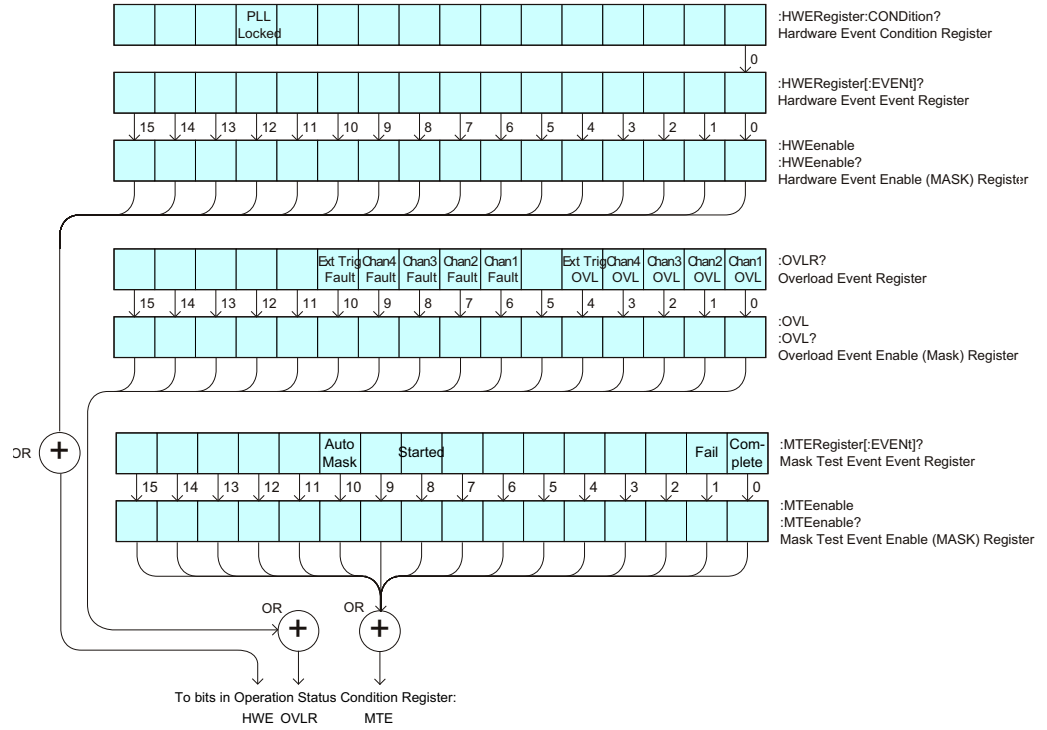 PLL
Locked
:HWERegister:CONDition?
Hardware Event Condition Register
0
:HWERegister[:EVENt]?
Hardware Event Event Register
15 14 13 12 11 10 9 8 7 6 5 4 3 2 1 0
:HWEenable
:HWEenable?
Hardware Event Enable (MASK) Register
Ext Trig Chan4 Chan3 Chan2 Chan1 Ext Trig Chan4 Chan3 Chan2 Chan1
Fault Fault Fault Fault Fault OVL OVL OVL OVL OVL
:OVLR?
Overload Event Register
15 14 13 12 11 10 9 8 7 6 5 4 3 2 1 0
:OVL
:OVL?
Overload Event Enable (Mask) Register
OR
+
Auto
Mask
Started
Fail
Com-
plete
:MTERegister[:EVENt]?
Mask Test Event Event Register
15 14 13 12 11 10 9 8 7 6 5 4 3 2 1 0
:MTEenable
:MTEenable?
Mask Test Event Enable (MASK) Register
OR OR
+ +
To bits in Operation Status Condition Register:
HWE OVLR MTE